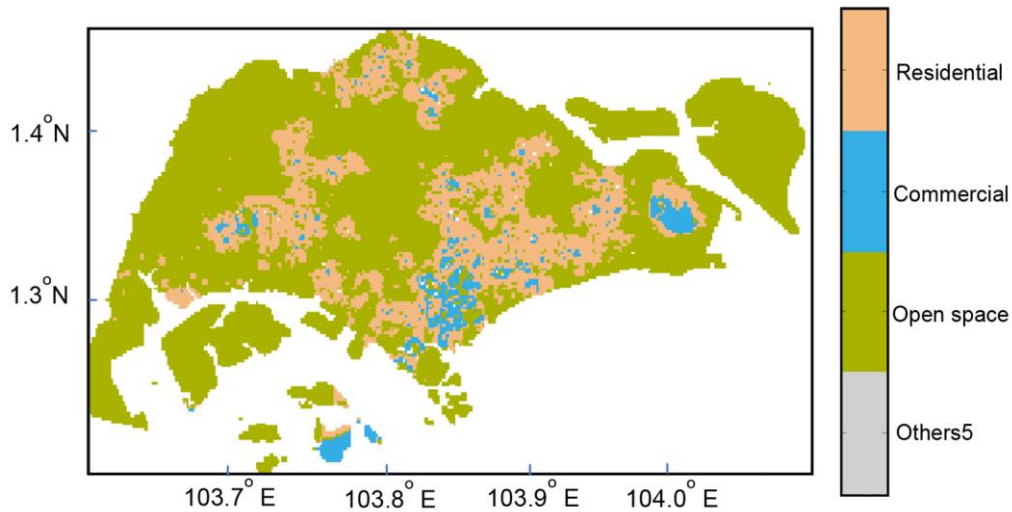 Residential
1.4° N
Commercial
1.3° N
Open space
Others5
103.7° E
103.8° E
103.9° E
104.0° E